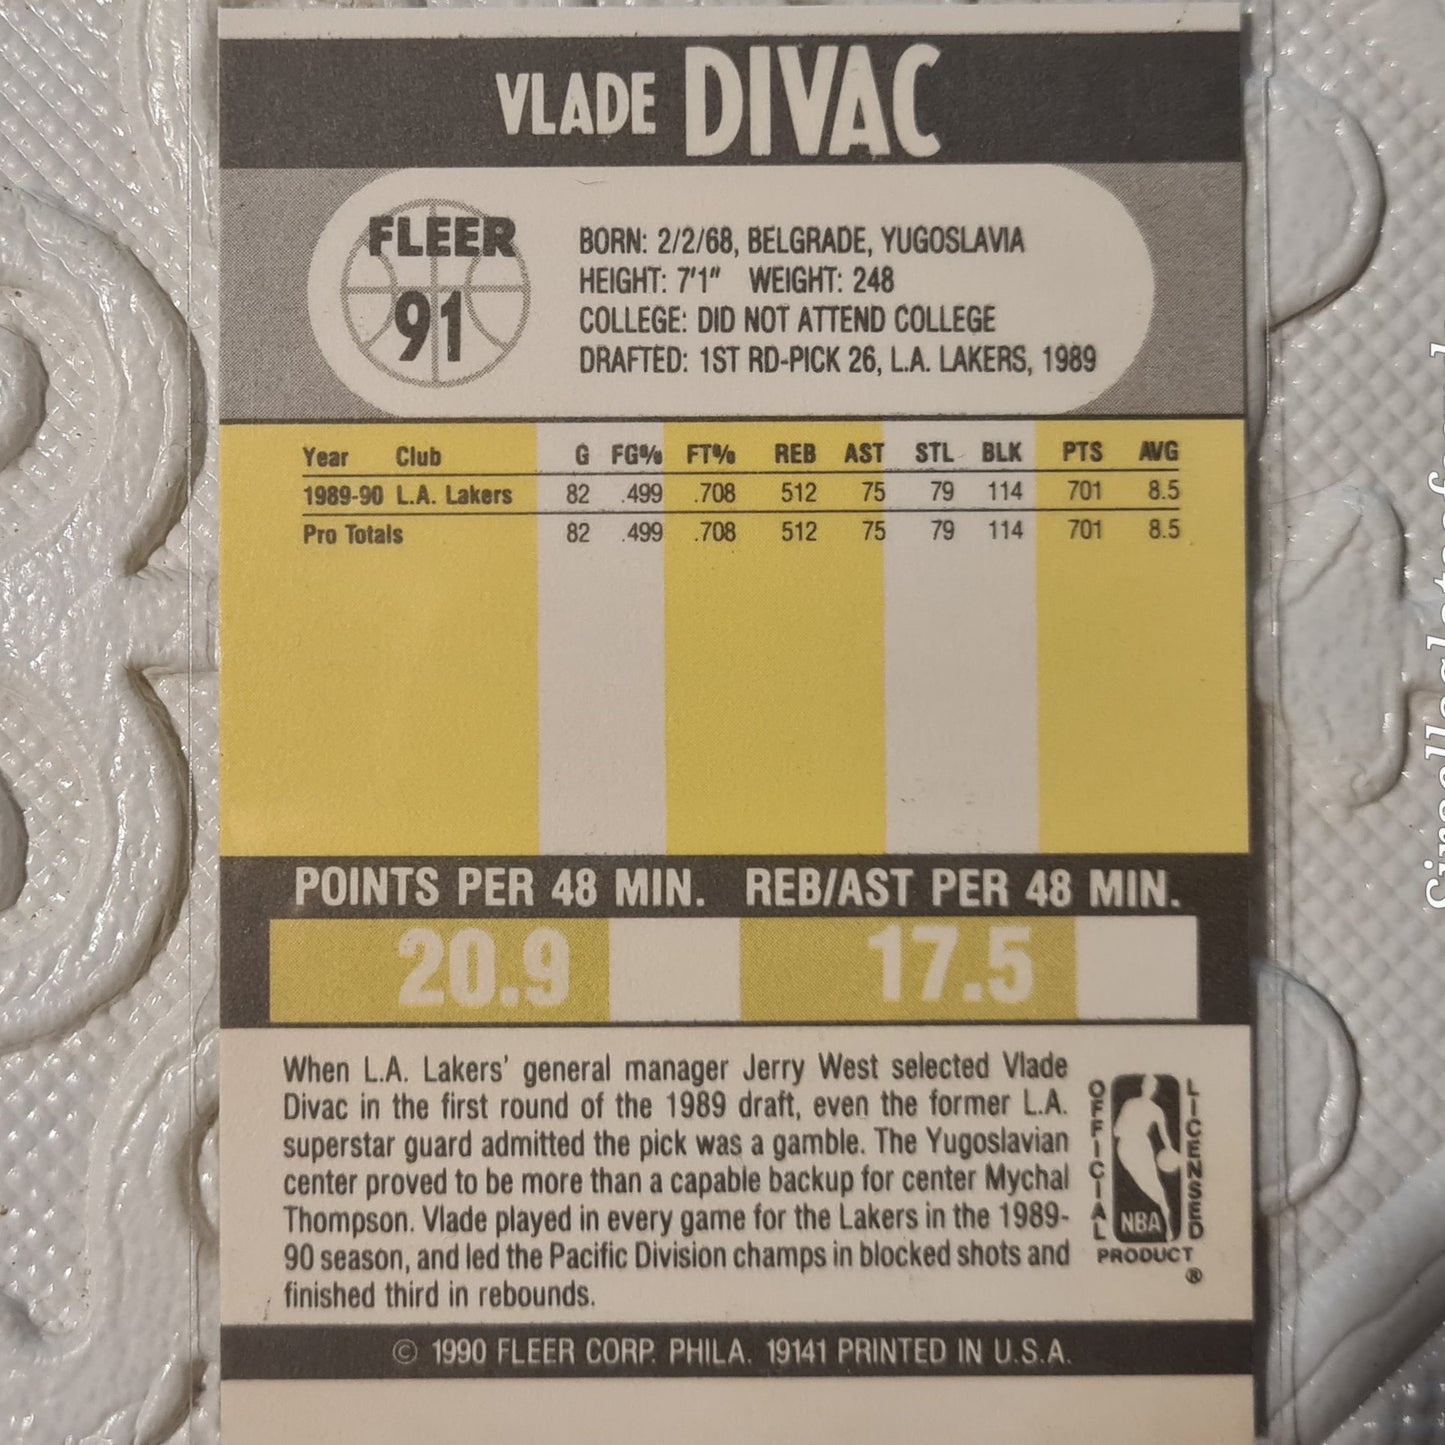 VLADE DIVAC
FLEER
91
BORN: 2/2/68, BELGRADE, YUGOSLAVIA
HEIGHT: 7'1" WEIGHT: 248
COLLEGE: DID NOT ATTEND COLLEGE
DRAFTED: 1ST RD-PICK 26, L.A. LAKERS, 1989
Year Club G FG% FT% REB AST STL BLK PTS AVG
1989-90 L.A. Lakers 82 .499 .708 512 75 79 114 701 8.5
Pro Totals 82 .499 .708 512 75 79 114 701 8.5
POINTS PER 48 MIN. REB/AST PER 48 MIN.
20.9 17.5
When L.A. Lakers' general manager Jerry West selected Vlade
Divac in the first round of the 1989 draft, even the former L.A.
superstar guard admitted the pick was a gamble. The Yugoslavian
center proved to be more than a capable backup for center Mychal
Thompson. Vlade played in every game for the Lakers in the 1989-
90 season, and led the Pacific Division champs in blocked shots and
finished third in rebounds.
OFFICIAL
LICENSED
NBA
PRODUCT
®
© 1990 FLEER CORP. PHILA. 19141 PRINTED IN U.S.A.